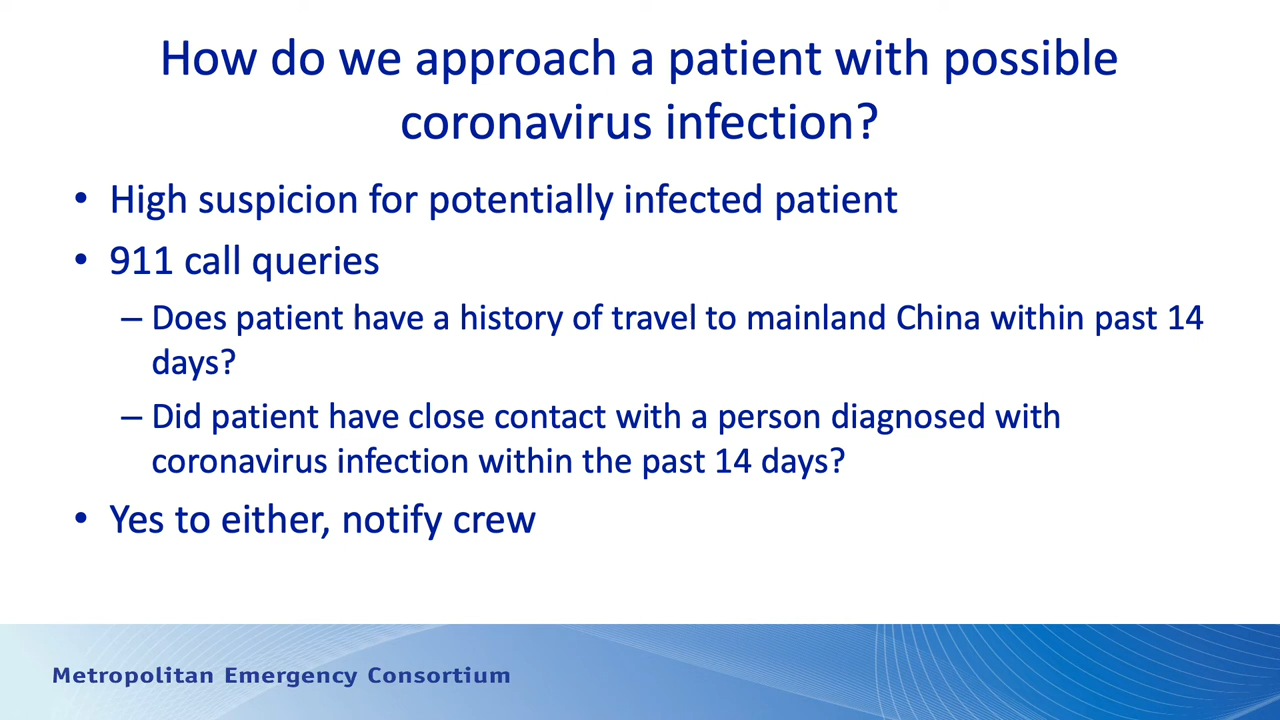 How do we approach a patient with possible
coronavirus infection?
• High suspicion for potentially infected patient
• 911 call queries
– Does patient have a history of travel to mainland China within past 14
days?
– Did patient have close contact with a person diagnosed with
coronavirus infection within the past 14 days?
• Yes to either, notify crew
Metropolitan Emergency Consortium